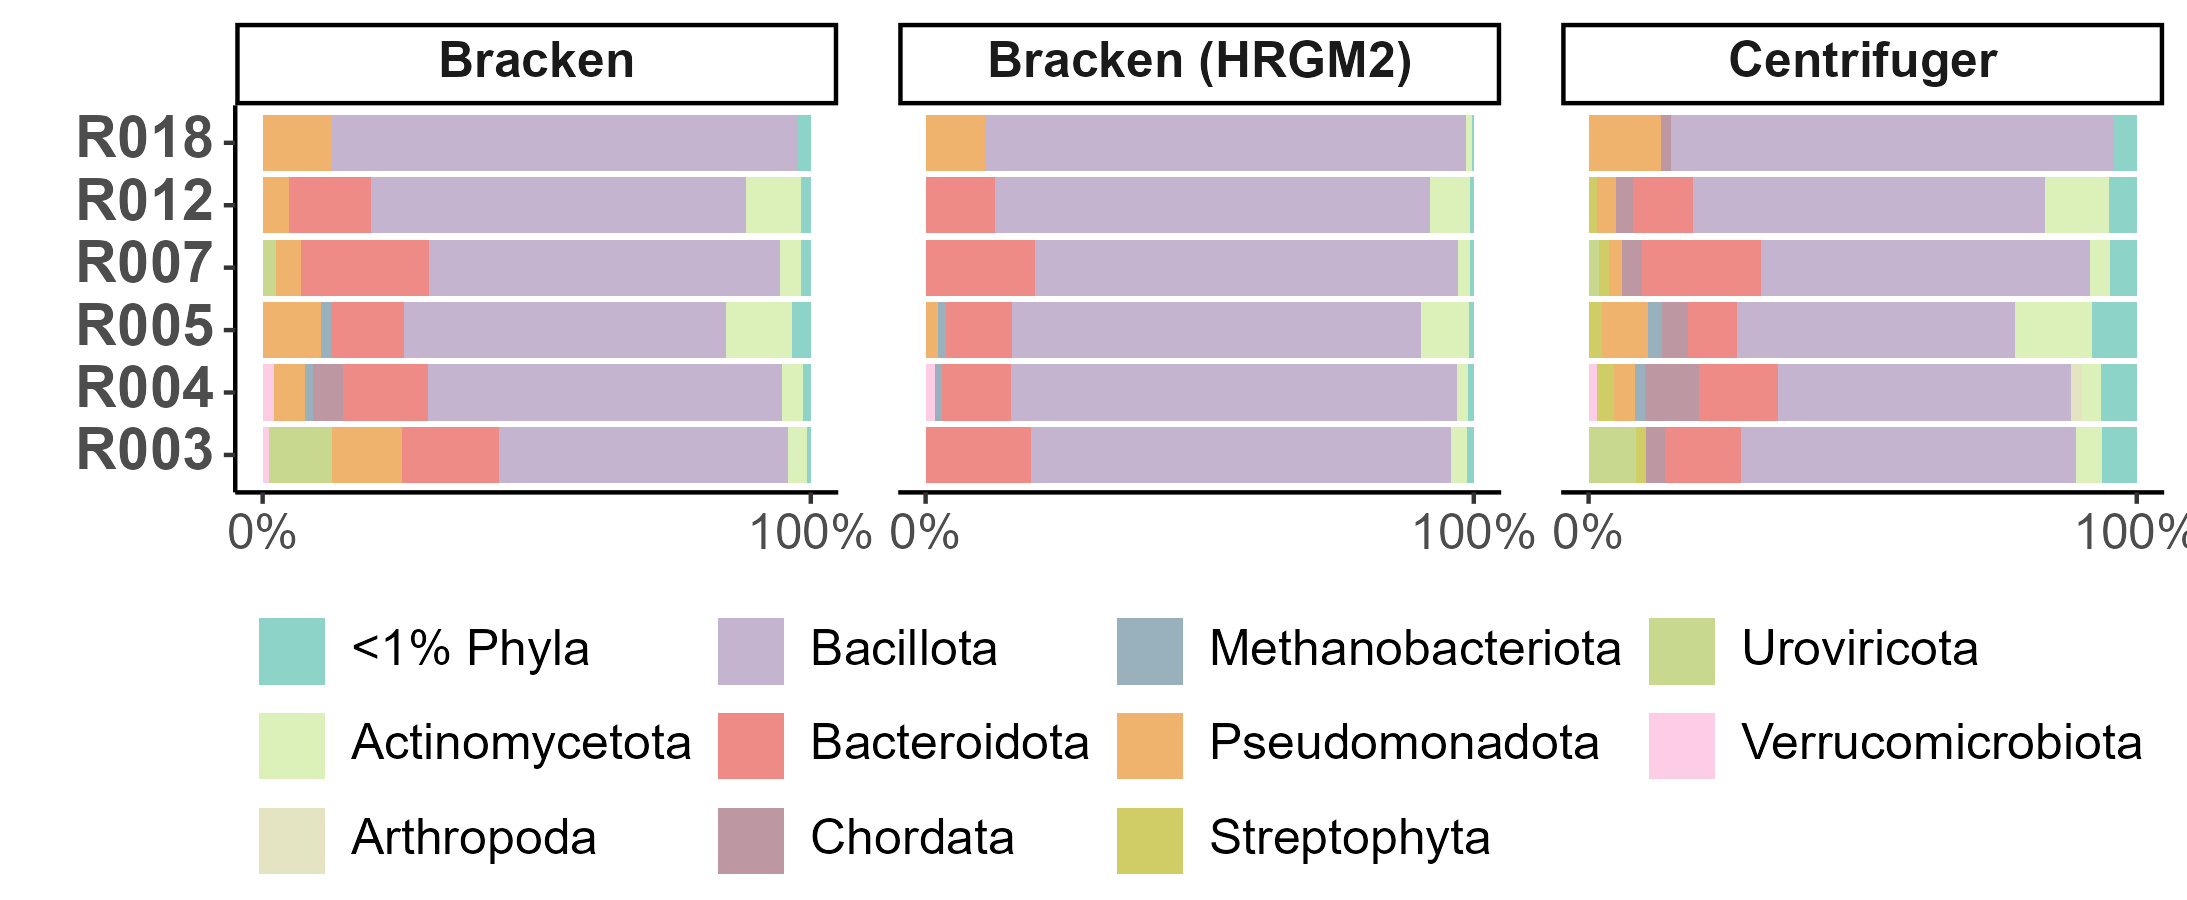 Bracken Bracken (HRGM2) Centrifuger
R018
R012
R007
R005
R004
R003
0% 100% 0% 100% 0% 100%
<1% Phyla Bacillota Methanobacteriota Uroviricota
Actinomycetota Bacteroidota Pseudomonadota Verrucomicrobiota
Arthropoda Chordata Streptophyta